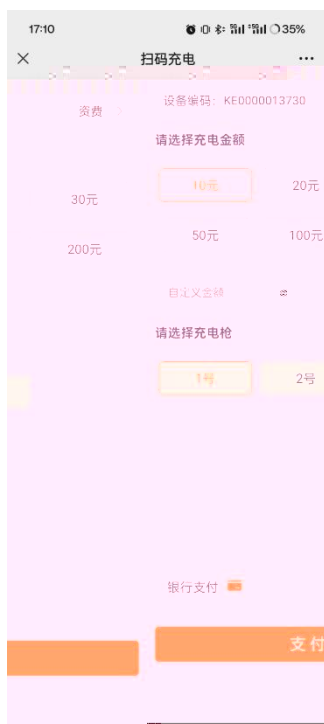 17:10 35%
扫码充电
资费
设备编码: KE0000013730
请选择充电金额
10元 20元
30元
50元 100元
200元
自定义金额
请选择充电枪
1号 2号
银行支付
支付